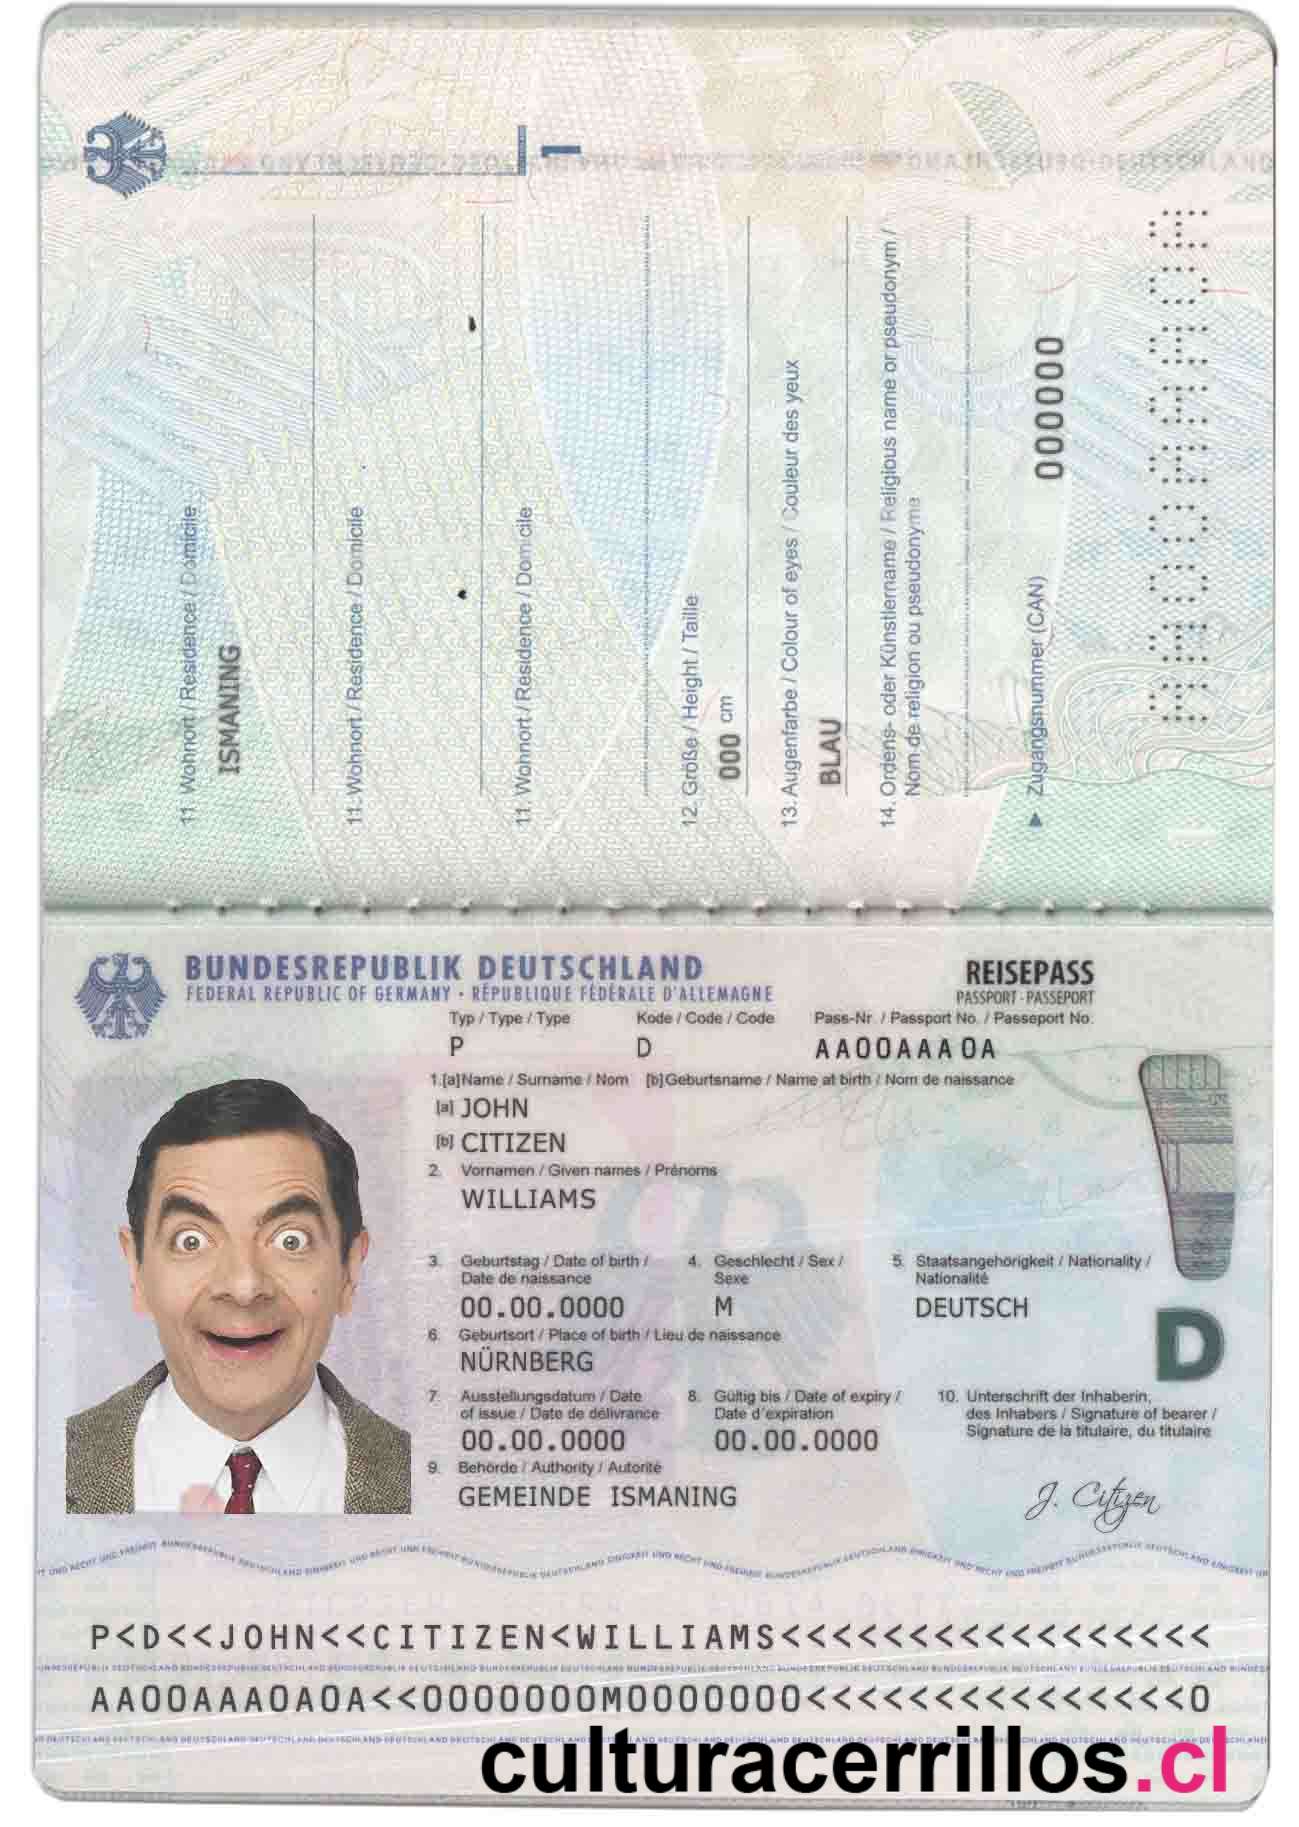 1
11. Wohnort / Residence / Domicile
ISMANING
11. Wohnort / Residence / Domicile
11. Wohnort / Residence / Domicile
12. Größe / Height / Taille
000 cm
13. Augenfarbe / Colour of eyes / Couleur des yeux
BLAU
14. Ordens- oder Künstlername / Religious name or pseudonym /
Nom de religion ou pseudonyme
► Zugangsnummer (CAN) 000000
BUNDESREPUBLIK DEUTSCHLAND
FEDERAL REPUBLIC OF GERMANY · RÉPUBLIQUE FÉDÉRALE D'ALLEMAGNE
REISEPASS
PASSPORT - PASSEPORT
Typ / Type / Type Kode / Code / Code Pass-Nr. / Passport No. / Passeport No.
P D AA00AAA0A
1.[a]Name / Surname / Nom [b]Geburtsname / Name at birth / Nom de naissance
[a] JOHN
[b] CITIZEN
2. Vornamen / Given names / Prénoms
WILLIAMS
3. Geburtstag / Date of birth / 4. Geschlecht / Sex / 5. Staatsangehörigkeit / Nationality /
Date de naissance Sexe Nationalité
00.00.0000 M DEUTSCH
6. Geburtsort / Place of birth / Lieu de naissance
NÜRNBERG
D
7. Ausstellungsdatum / Date 8. Gültig bis / Date of expiry / 10. Unterschrift der Inhaberin,
of issue / Date de délivrance Date d'expiration des Inhabers / Signature of bearer /
Signature de la titulaire, du titulaire
00.00.0000 00.00.0000
9. Behörde / Authority / Autorité
GEMEINDE ISMANING
J. Citizen
P<D<<JOHN<<CITIZEN<WILLIAMS<<<<<<<<<<<<<<<<<
AA00AAA0A0A<<0000000M0000000<<<<<<<<<<<<<<<0
culturacerrillos.cl